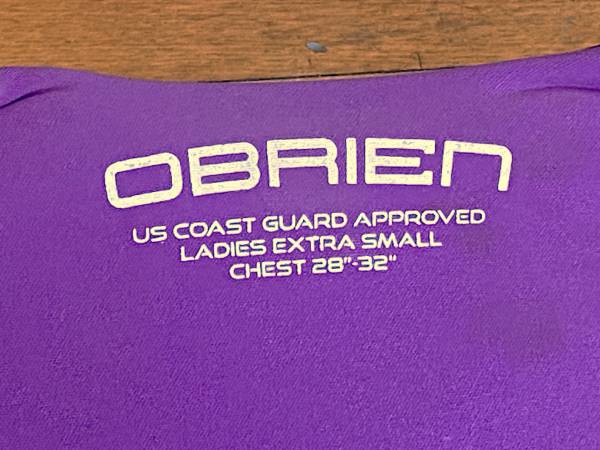 OBRIEN
US COAST GUARD APPROVED
LADIES EXTRA SMALL
CHEST 28"-32"